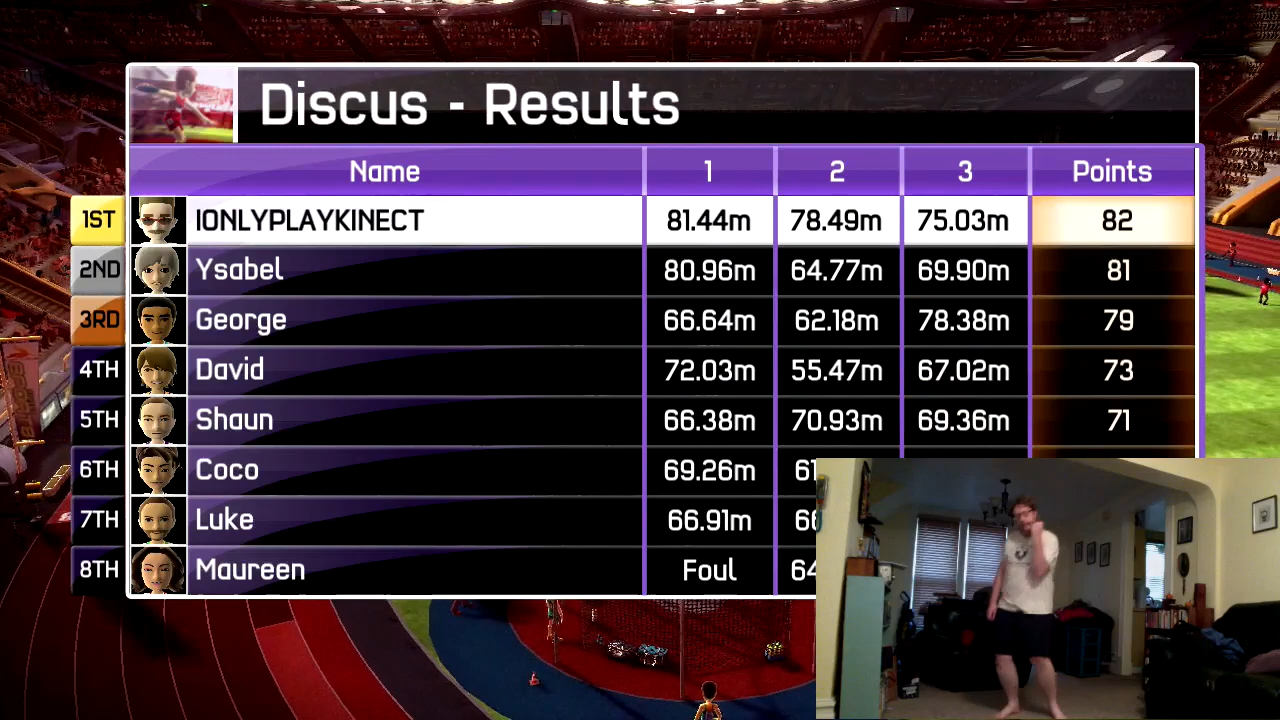 Discus - Results
Name 1 2 3 Points
1ST IONLYPLAYKINECT 81.44m 78.49m 75.03m 82
2ND Ysabel 80.96m 64.77m 69.90m 81
3RD George 66.64m 62.18m 78.38m 79
4TH David 72.03m 55.47m 67.02m 73
5TH Shaun 66.38m 70.93m 69.36m 71
6TH Coco 69.26m
7TH Luke 66.91m
8TH Maureen Foul